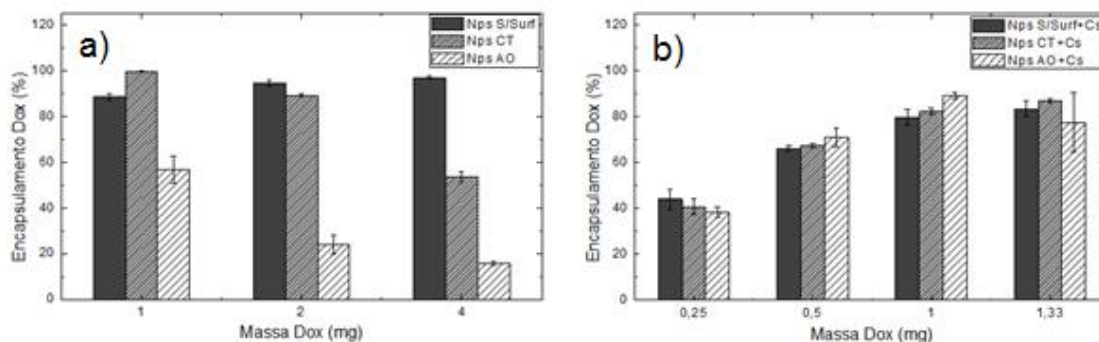 a)
Nps S/Surf
Nps CT
Nps AO
Encapsulamento Dox (%)
120
100
80
60
40
20
0
1
2
4
Massa Dox (mg)
b)
Nps S/Surf+Cs
Nps CT+Cs
Nps AO+Cs
Encapsulamento Dox (%)
120
100
80
60
40
20
0
0,25
0,5
1
1,33
Massa Dox (mg)